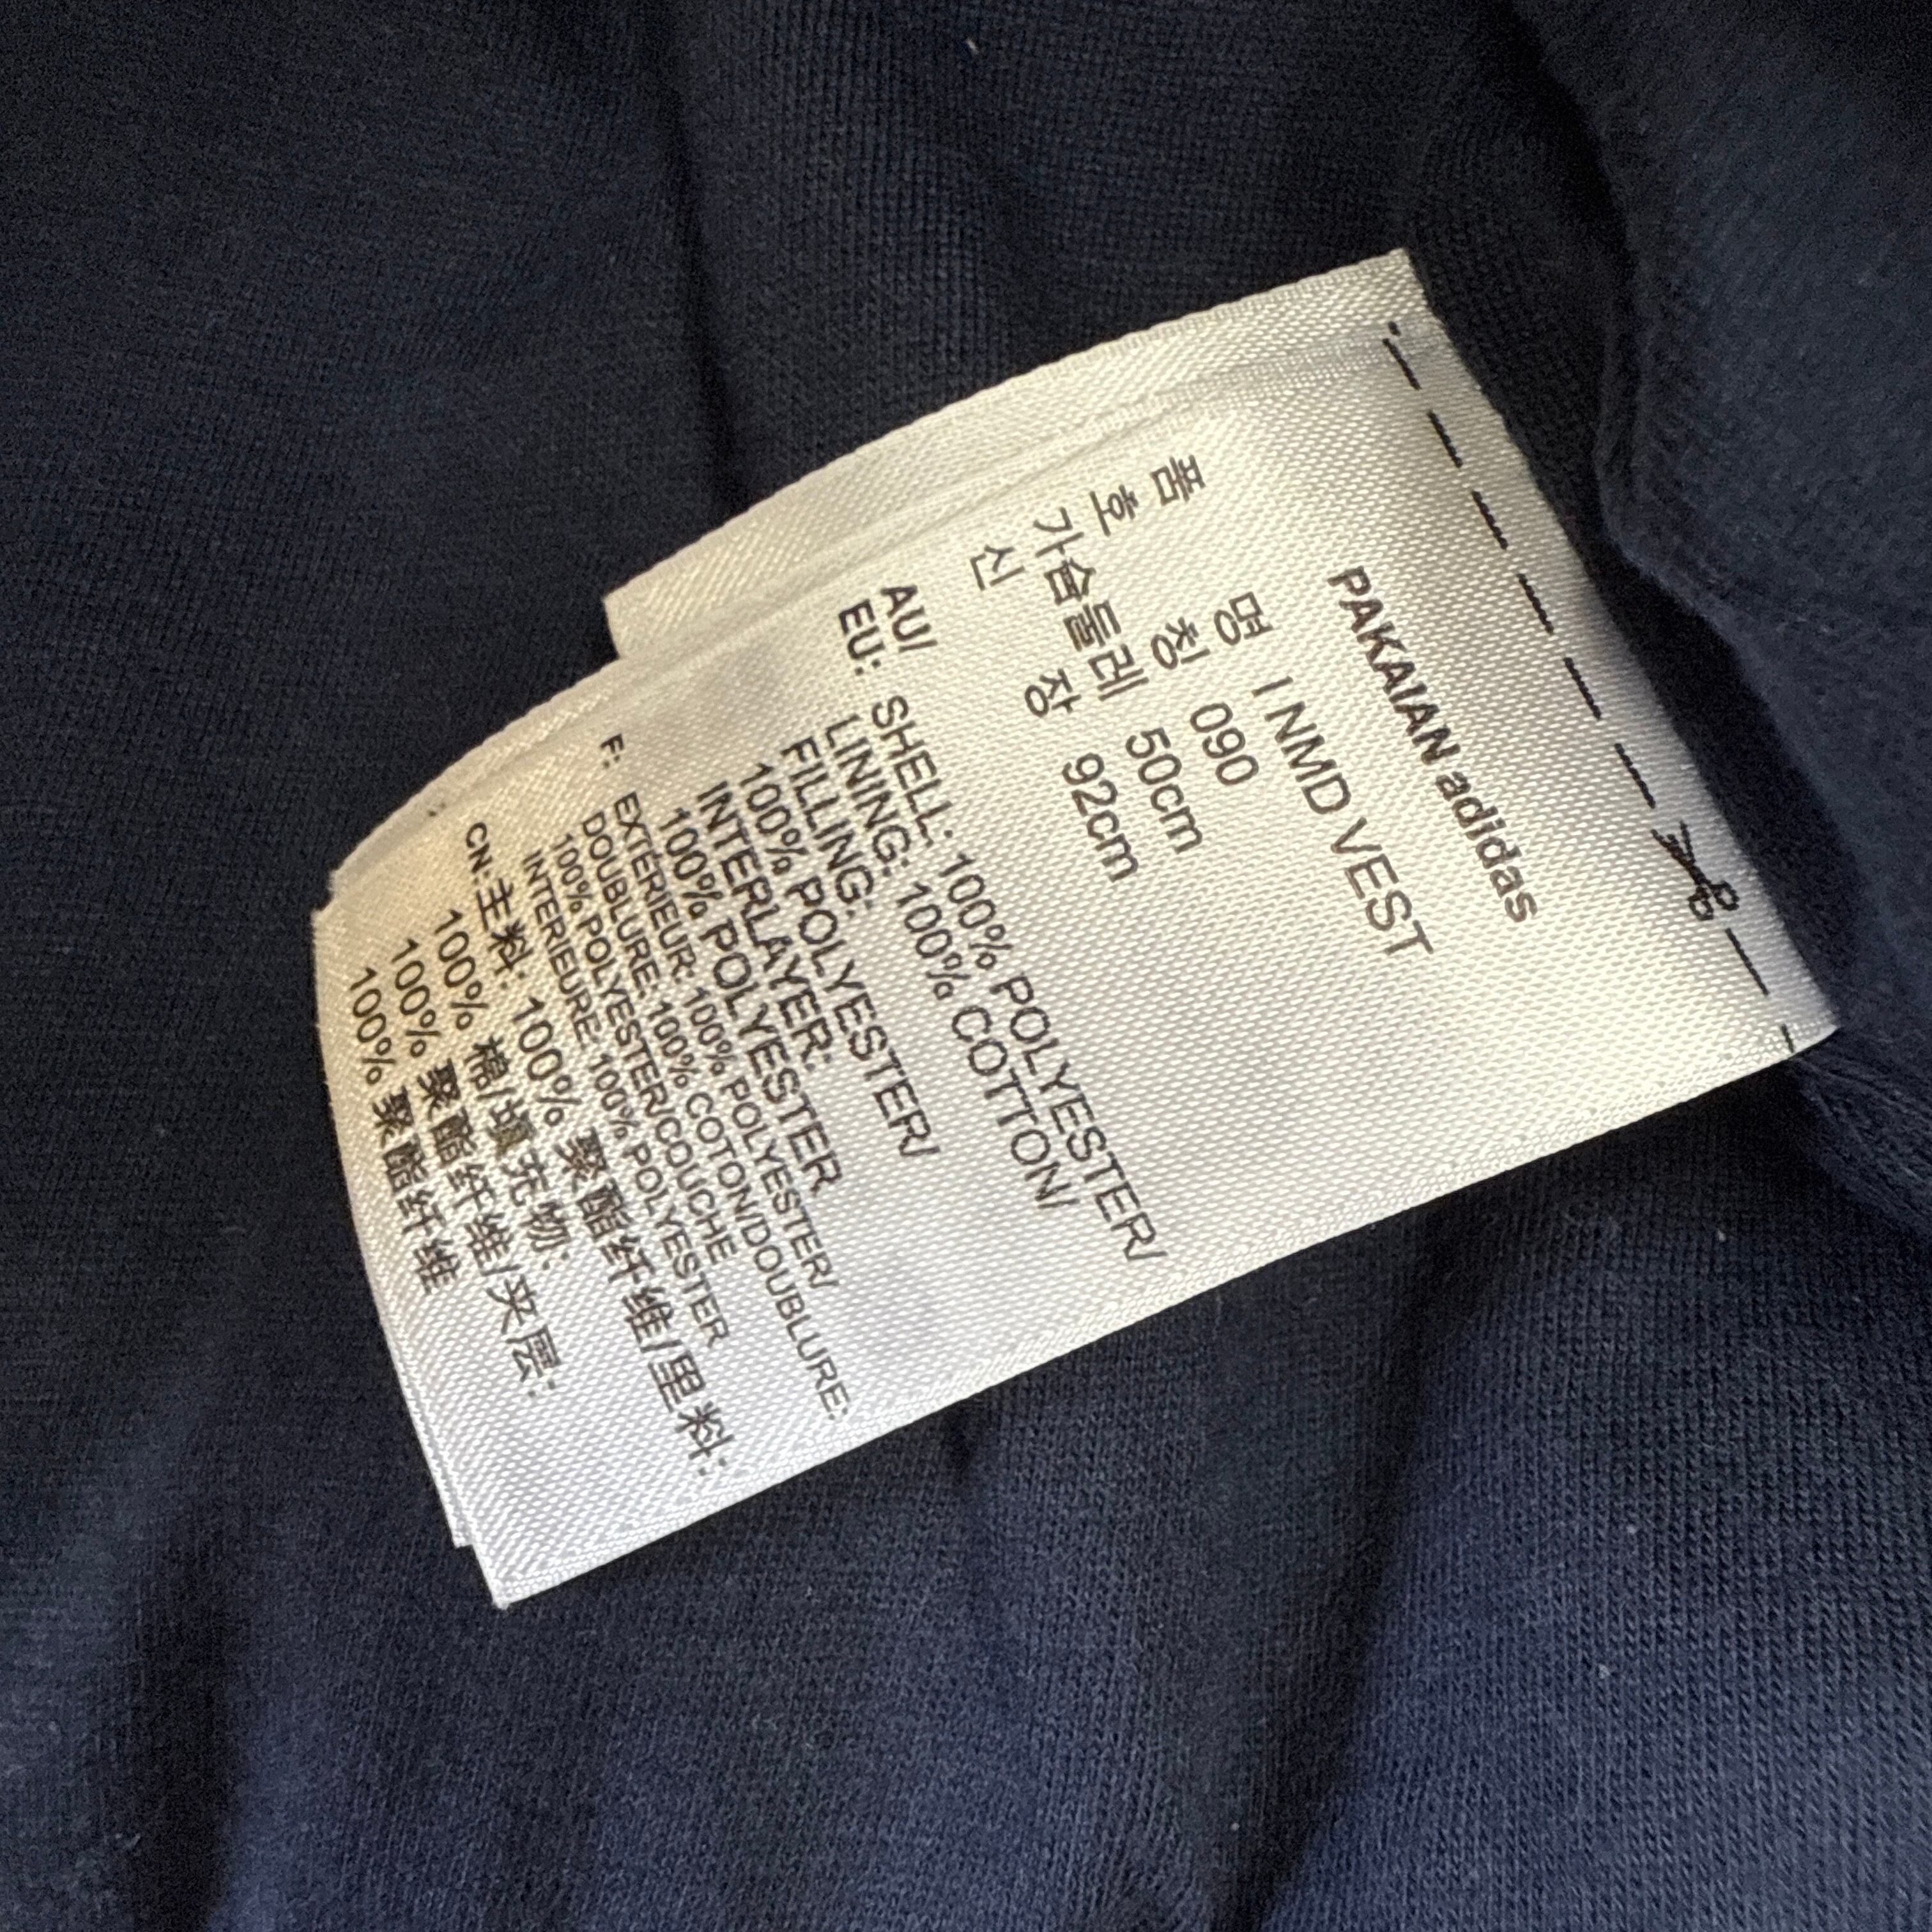 PAKAIAN adidas
품 명 I NMD VEST
호 칭 090
가슴둘레 50cm
신 장 92cm
AU/
EU: SHELL: 100% POLYESTER/
LINING: 100% COTTON/
FILLING:
100% POLYESTER/
INTERLAYER:
100% POLYESTER
F: EXTÉRIEUR: 100% POLYESTER/
DOUBLURE: 100% COTON/DOUBLURE:
100% POLYESTER/COUCHE
INTERIEURE: 100% POLYESTER
CN:主料: 100% 聚酯纤维/里料:
100% 棉/填充物:
100% 聚酯纤维/夹层:
100% 聚酯纤维